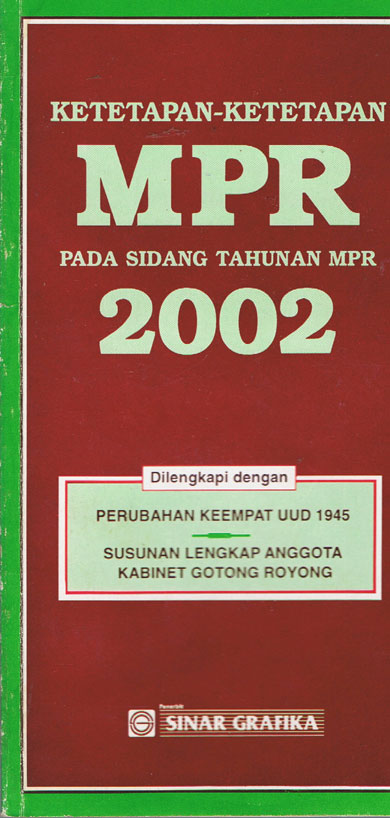 KETETAPAN-KETETAPAN
MPR
PADA SIDANG TAHUNAN MPR
2002
Dilengkapi dengan
PERUBAHAN KEEMPAT UUD 1945
SUSUNAN LENGKAP ANGGOTA
KABINET GOTONG ROYONG
Penerbit:
SINAR GRAFIKA